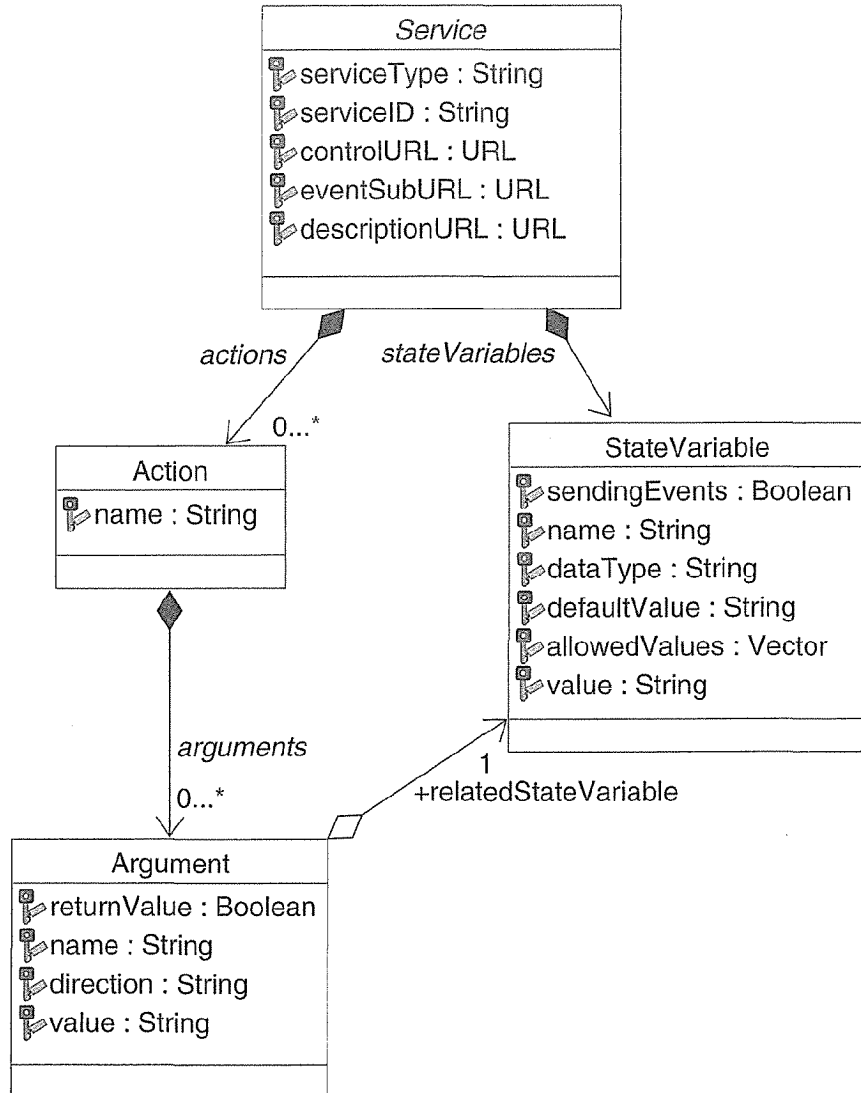 Service
serviceType : String
serviceID : String
controlURL : URL
eventSubURL : URL
descriptionURL : URL
actions
stateVariables
0...*
Action
name : String
StateVariable
sendingEvents : Boolean
name : String
dataType : String
defaultValue : String
allowedValues : Vector
value : String
arguments
0...*
1
+relatedStateVariable
Argument
returnValue : Boolean
name : String
direction : String
value : String